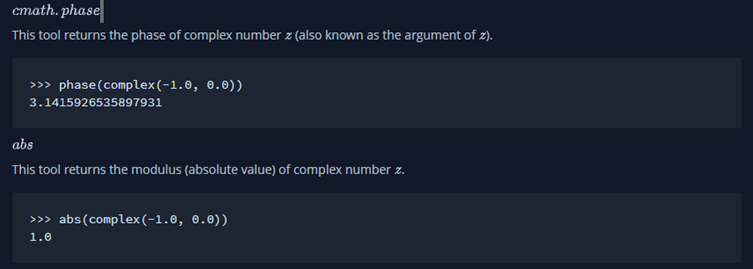 cmath.phase
This tool returns the phase of complex number z (also known as the argument of z).
>>> phase(complex(-1.0, 0.0))
3.1415926535897931
abs
This tool returns the modulus (absolute value) of complex number z.
>>> abs(complex(-1.0, 0.0))
1.0